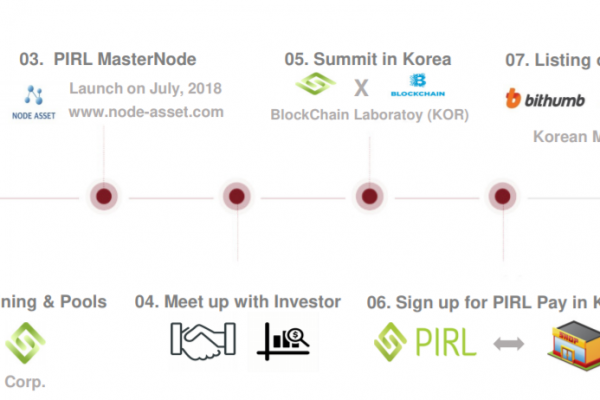 03. PIRL MasterNode
Launch on July, 2018
NODE ASSET
www.node-asset.com
05. Summit in Korea
X
BLOCKCHAIN
BlockChain Laboratoy (KOR)
07. Listing
bithumb
Korean
ning & Pools
Corp.
04. Meet up with Investor
06. Sign up for PIRL Pay in K
PIRL
SHOP